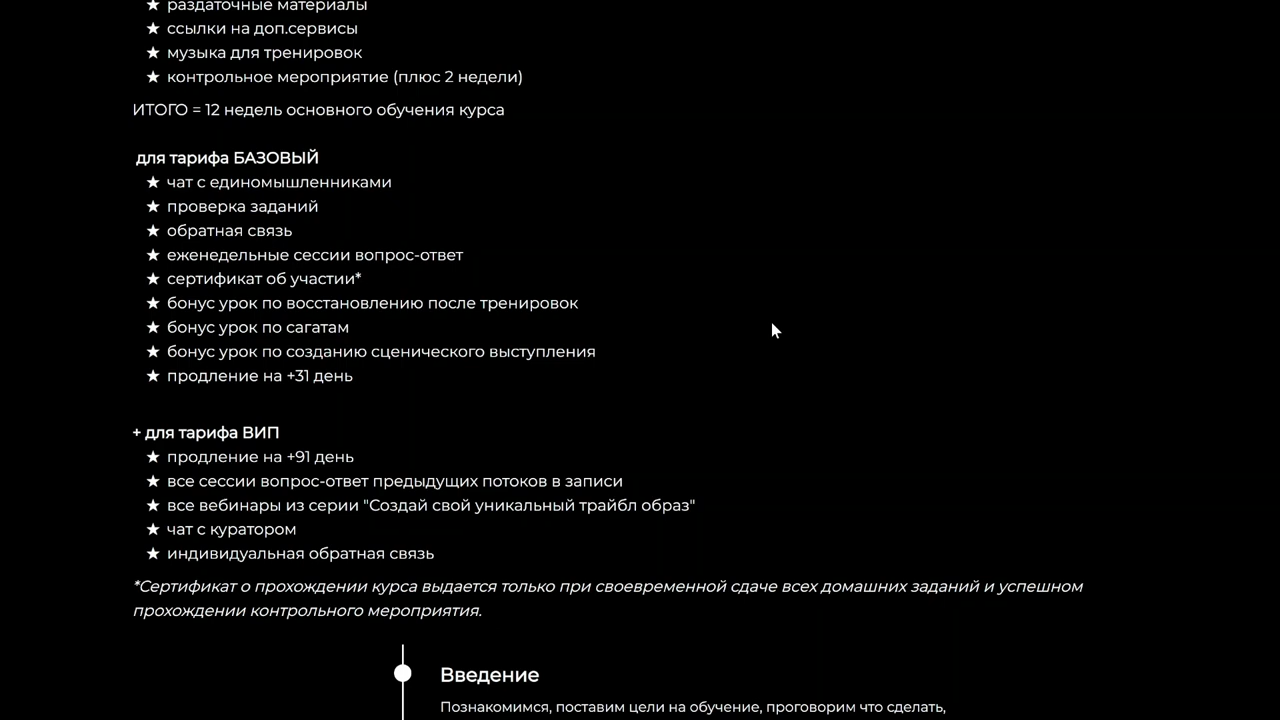 ★ раздаточные материалы
★ ссылки на доп.сервисы
★ музыка для тренировок
★ контрольное мероприятие (плюс 2 недели)
ИТОГО = 12 недель основного обучения курса
для тарифа БАЗОВЫЙ
★ чат с единомышленниками
★ проверка заданий
★ обратная связь
★ еженедельные сессии вопрос-ответ
★ сертификат об участии*
★ бонус урок по восстановлению после тренировок
★ бонус урок по сагатам
★ бонус урок по созданию сценического выступления
★ продление на +31 день
+ для тарифа ВИП
★ продление на +91 день
★ все сессии вопрос-ответ предыдущих потоков в записи
★ все вебинары из серии "Создай свой уникальный трайбл образ"
★ чат с куратором
★ индивидуальная обратная связь
*Сертификат о прохождении курса выдается только при своевременной сдаче всех домашних заданий и успешном
прохождении контрольного мероприятия.
Введение
Познакомимся, поставим цели на обучение, проговорим что сделать,